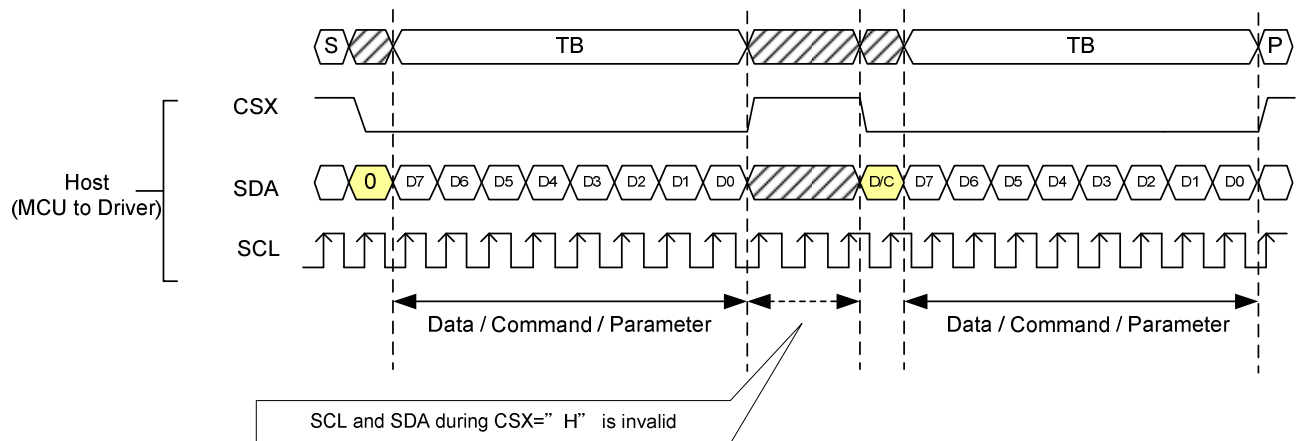 S TB TB P
CSX
Host
(MCU to Driver)
SDA 0 D7 D6 D5 D4 D3 D2 D1 D0 D/C D7 D6 D5 D4 D3 D2 D1 D0
SCL
Data / Command / Parameter Data / Command / Parameter
SCL and SDA during CSX=”H” is invalid